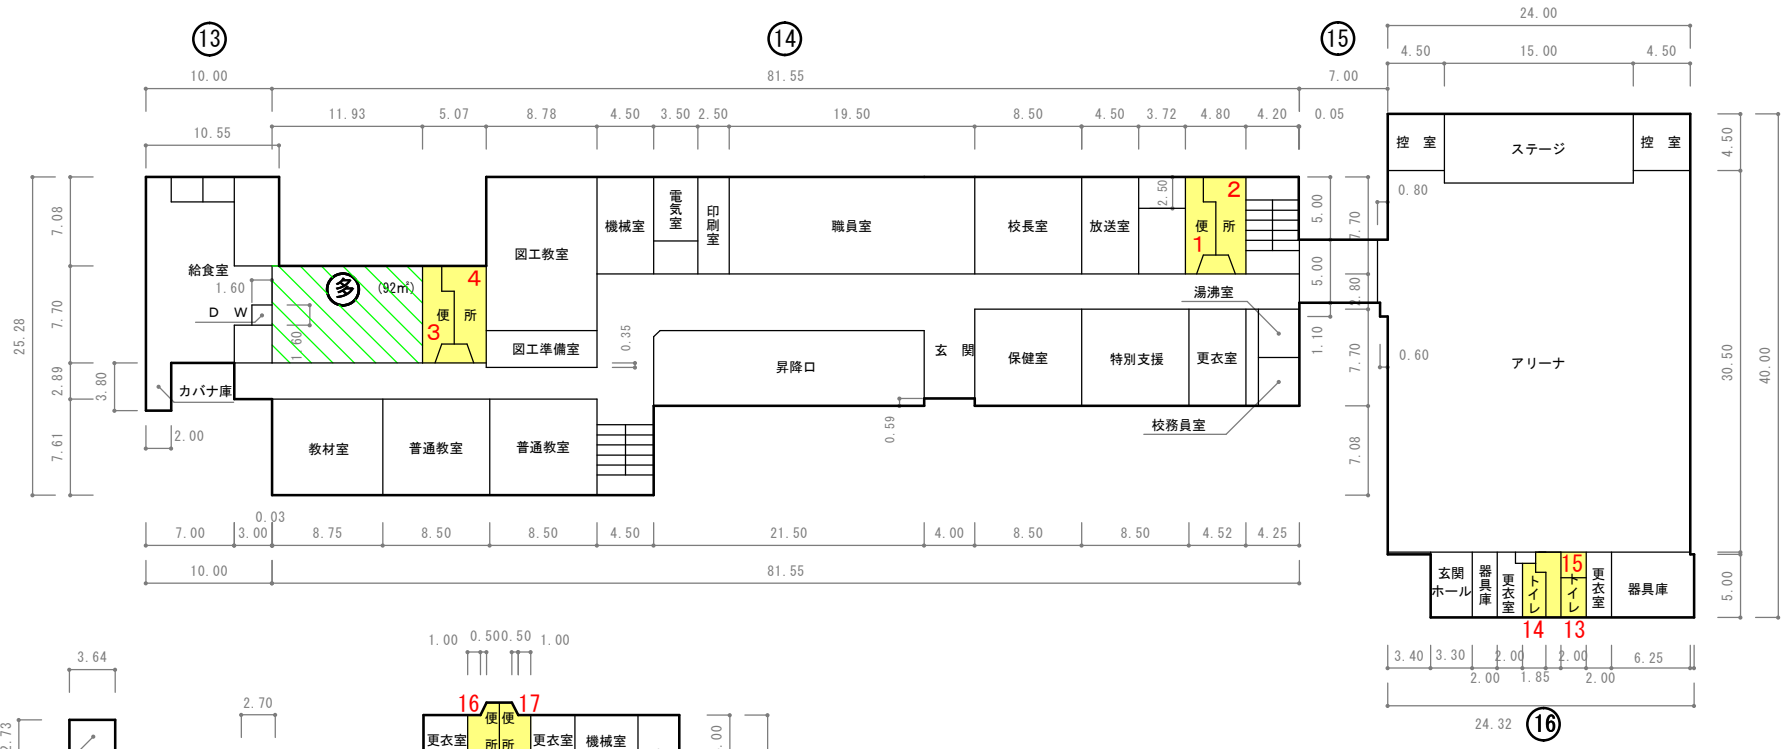 ⑬
⑭
⑮
24.00
4.50
15.00
4.50
10.00
81.55
7.00
11.93
5.07
8.78
4.50
3.50
2.50
19.50
8.50
4.50
3.72
4.80
4.20
0.05
10.55
控 室
ステージ
控 室
4.50
0.80
25.28
7.08
7.70
2.89
7.61
3.80
電気室
印刷室
機械室
図工教室
職員室
校長室
放送室
2.50
便 所
2
1
5.00
7.70
5.00
2.80
給食室
1.60
D W
多
(92㎡)
1.60
4
便 所
3
図工準備室
0.35
湯沸室
1.10
0.60
アリーナ
30.50
40.00
昇降口
玄 関
保健室
特別支援
更衣室
7.70
カバナ庫
2.00
0.59
校務員室
7.08
教材室
普通教室
普通教室
0.03
7.00
3.00
8.75
8.50
8.50
4.50
21.50
4.00
8.50
8.50
4.52
4.25
10.00
81.55
玄関
ホール
器具庫
更衣室
トイレ
15
トイレ
更衣室
器具庫
5.00
14
13
3.40
3.30
2.00
2.00
1.85
2.00
2.00
6.25
24.32
⑯
1.00
0.50
0.50
1.00
3.64
2.70
2.73
16
17
更衣室
便所
便所
更衣室
機械室
.00